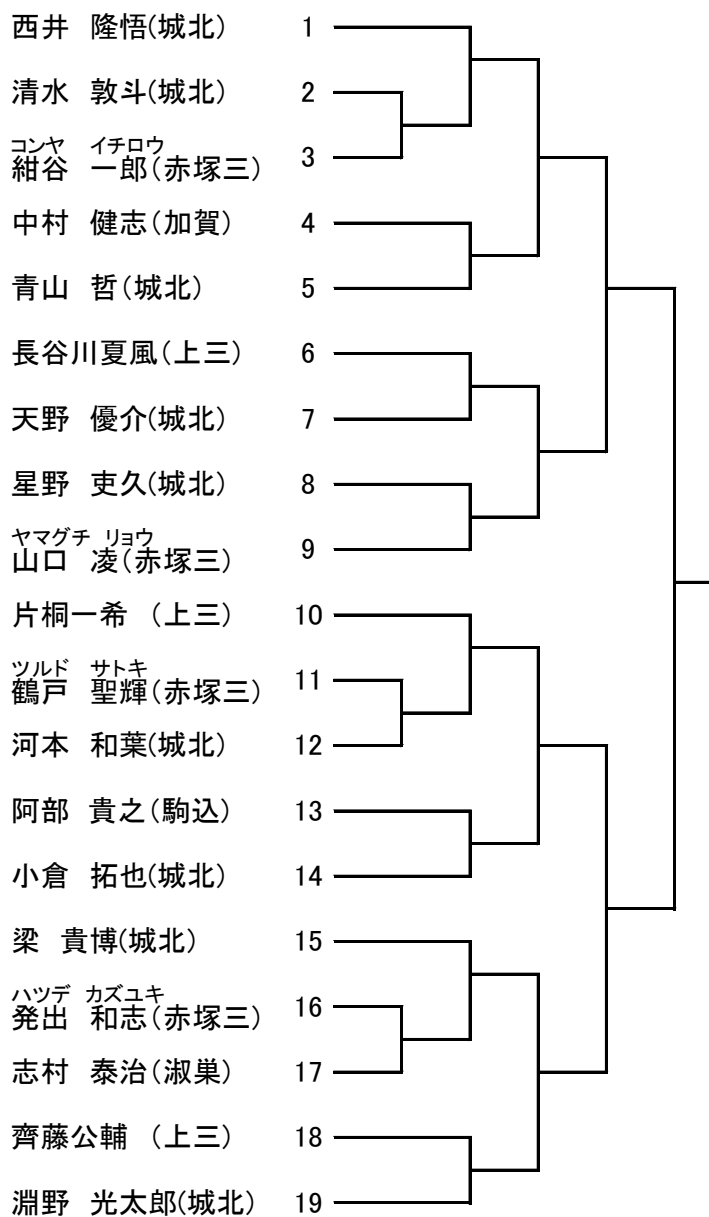 西井 隆悟(城北) 1
清水 敦斗(城北) 2
コンヤ イチロウ
紺谷 一郎(赤塚三) 3
中村 健志(加賀) 4
青山 哲(城北) 5
長谷川夏風(上三) 6
天野 優介(城北) 7
星野 吏久(城北) 8
ヤマグチ リョウ
山口 凌(赤塚三) 9
片桐一希 (上三) 10
ツルド サトキ
鶴戸 聖輝(赤塚三) 11
河本 和葉(城北) 12
阿部 貴之(駒込) 13
小倉 拓也(城北) 14
梁 貴博(城北) 15
ハツデ カズユキ
発出 和志(赤塚三) 16
志村 泰治(淑巣) 17
齊藤公輔 (上三) 18
淵野 光太郎(城北) 19